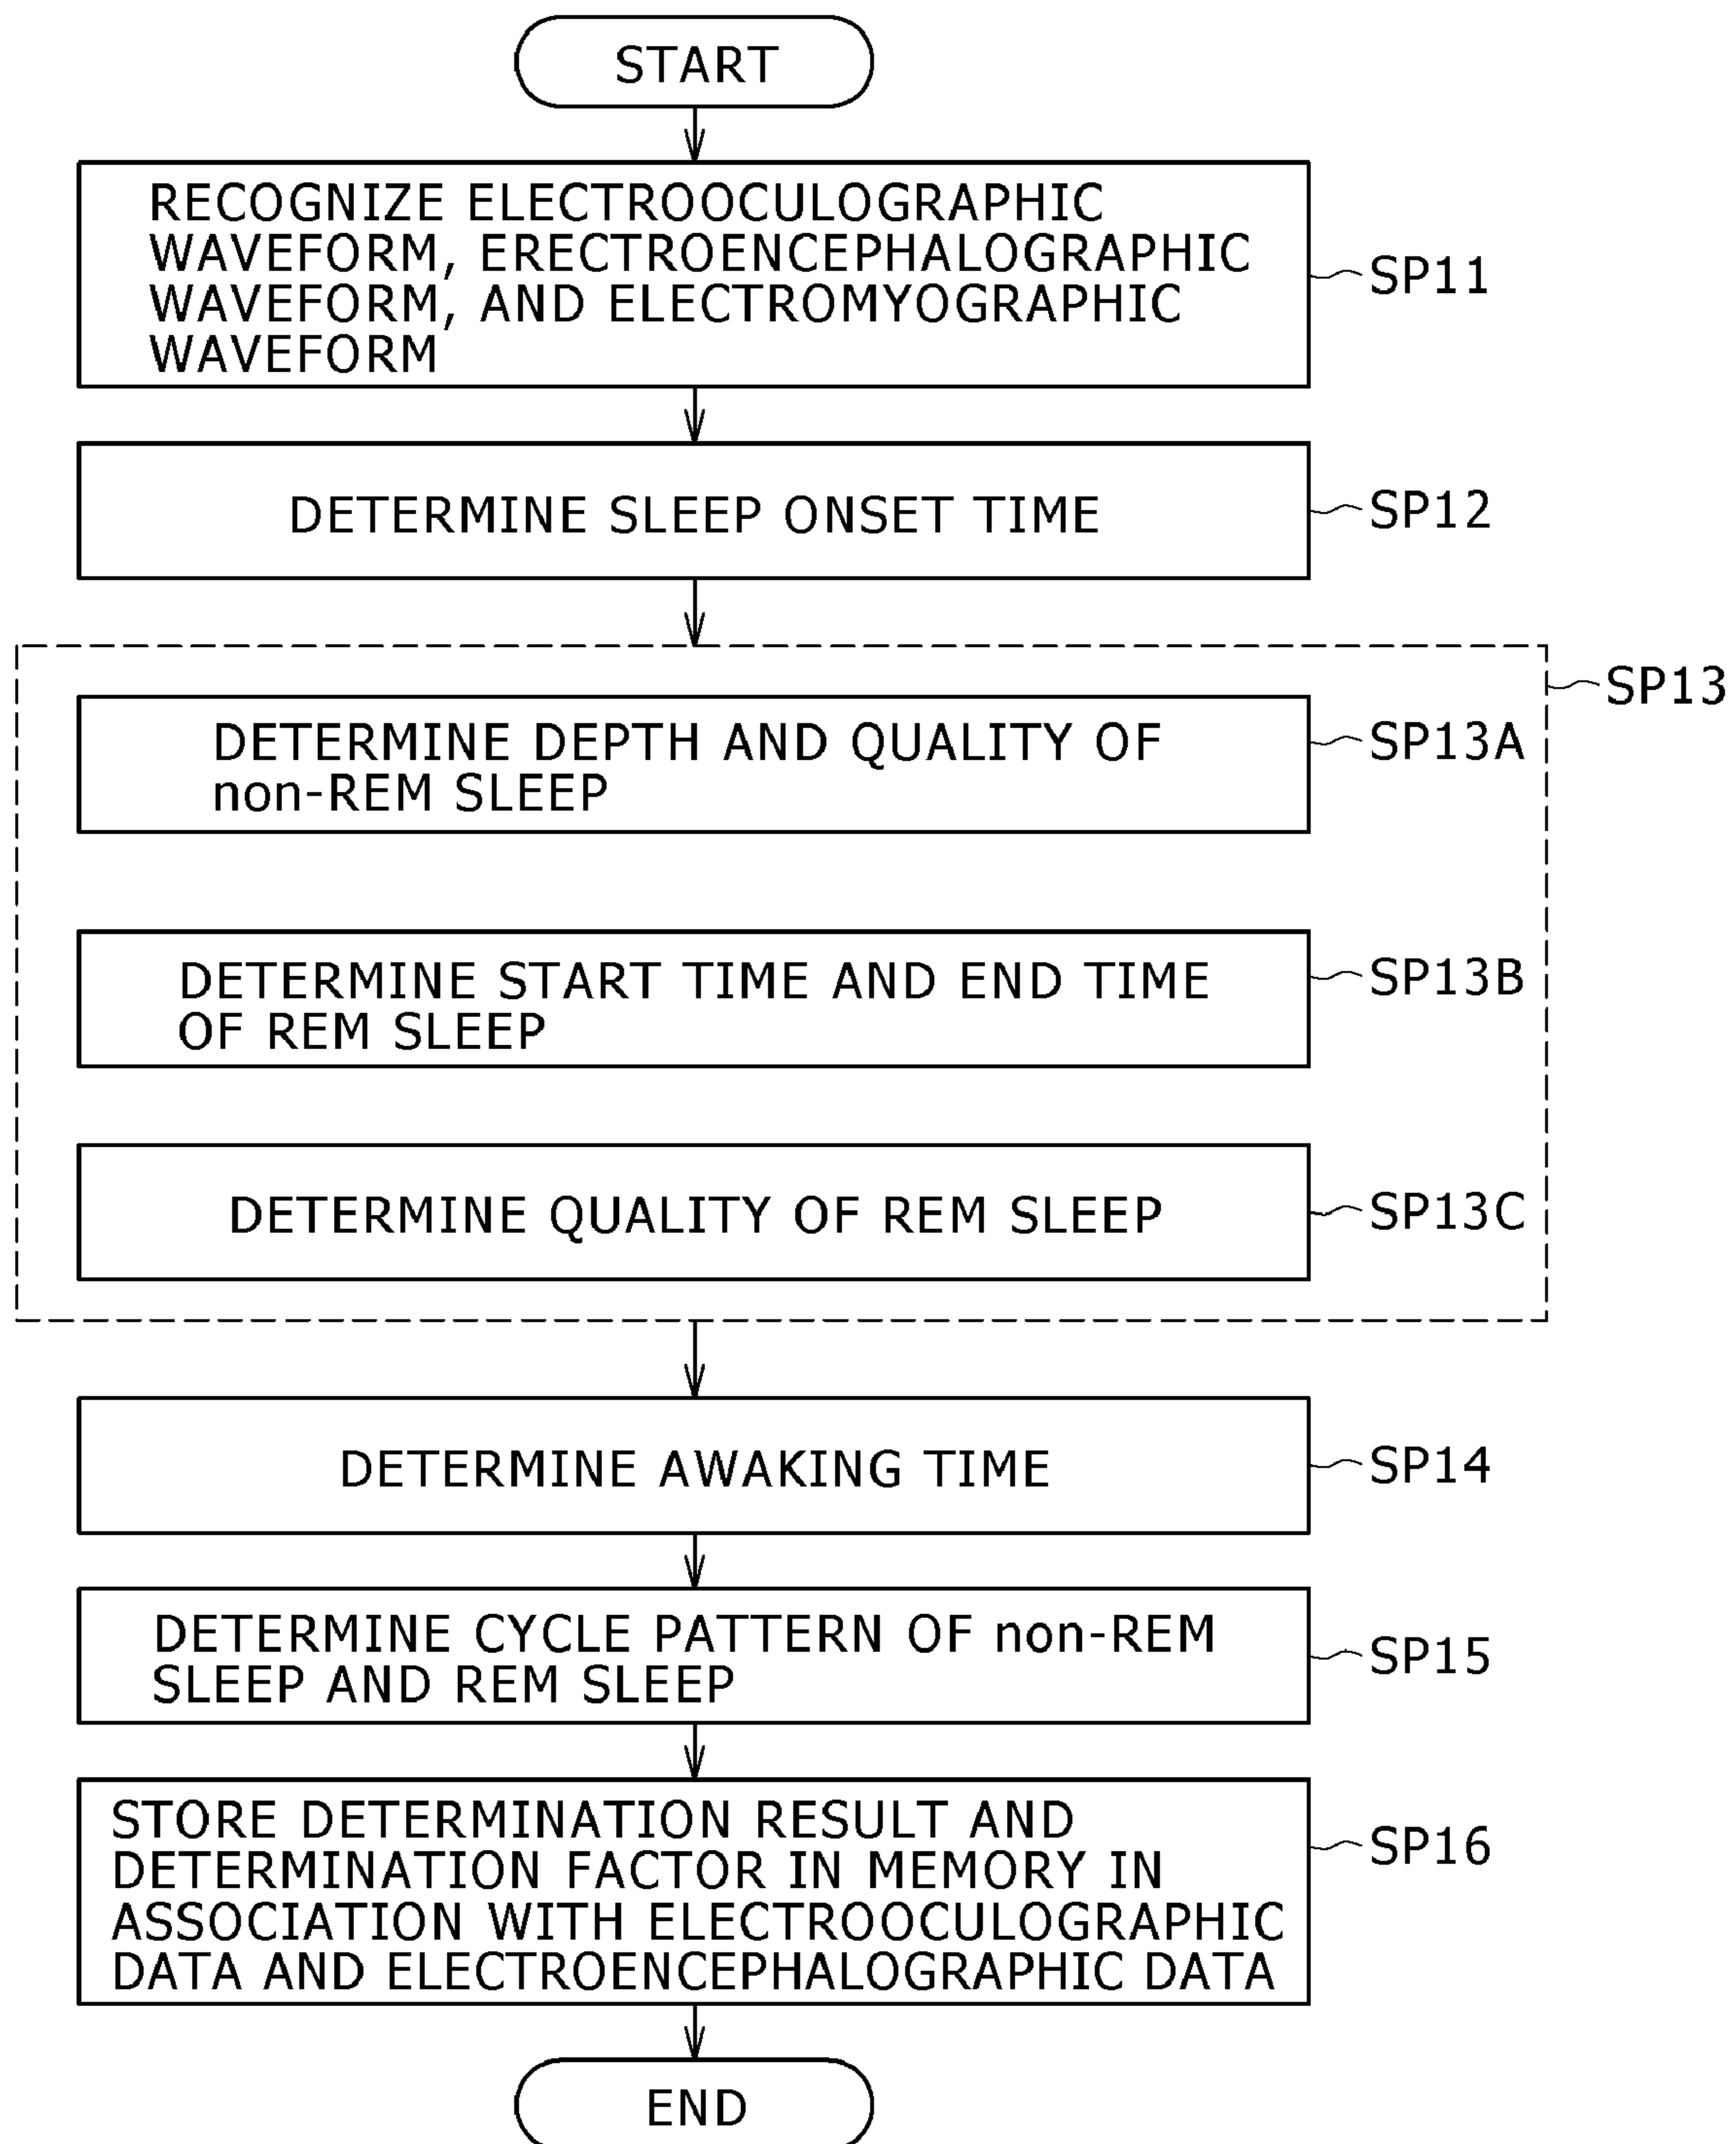 START
RECOGNIZE ELECTROOCULOGRAPHIC
WAVEFORM, ERECTROENCEPHALOGRAPHIC
WAVEFORM, AND ELECTROMYOGRAPHIC
WAVEFORM
SP11
DETERMINE SLEEP ONSET TIME
SP12
SP13
DETERMINE DEPTH AND QUALITY OF
non-REM SLEEP
SP13A
DETERMINE START TIME AND END TIME
OF REM SLEEP
SP13B
DETERMINE QUALITY OF REM SLEEP
SP13C
DETERMINE AWAKING TIME
SP14
DETERMINE CYCLE PATTERN OF non-REM
SLEEP AND REM SLEEP
SP15
STORE DETERMINATION RESULT AND
DETERMINATION FACTOR IN MEMORY IN
ASSOCIATION WITH ELECTROOCULOGRAPHIC
DATA AND ELECTROENCEPHALOGRAPHIC DATA
SP16
END